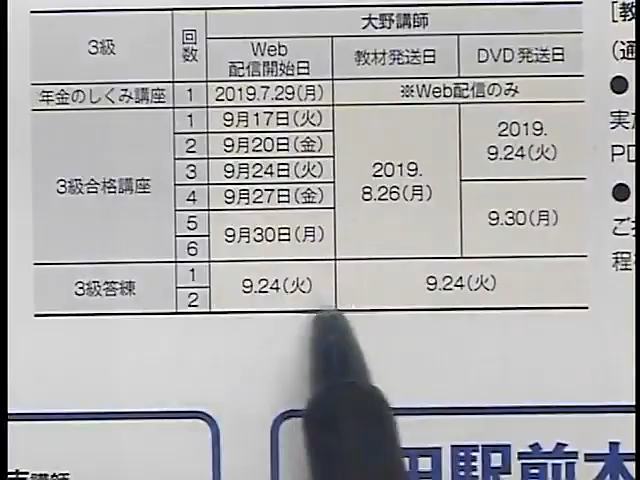 3級
回数
大野講師
Web
配信開始日
教材発送日
DVD発送日
年金のしくみ講座
1
2019.7.29(月)
※Web配信のみ
3級合格講座
1
9月17日(火)
2
9月20日(金)
3
9月24日(火)
4
9月27日(金)
5
6
9月30日(月)
2019.
8.26(月)
2019.
9.24(火)
9.30(月)
3級答練
1
2
9.24(火)
9.24(火)
[教
(通
●
実
PD
●
ご
程
講師
田駅前本